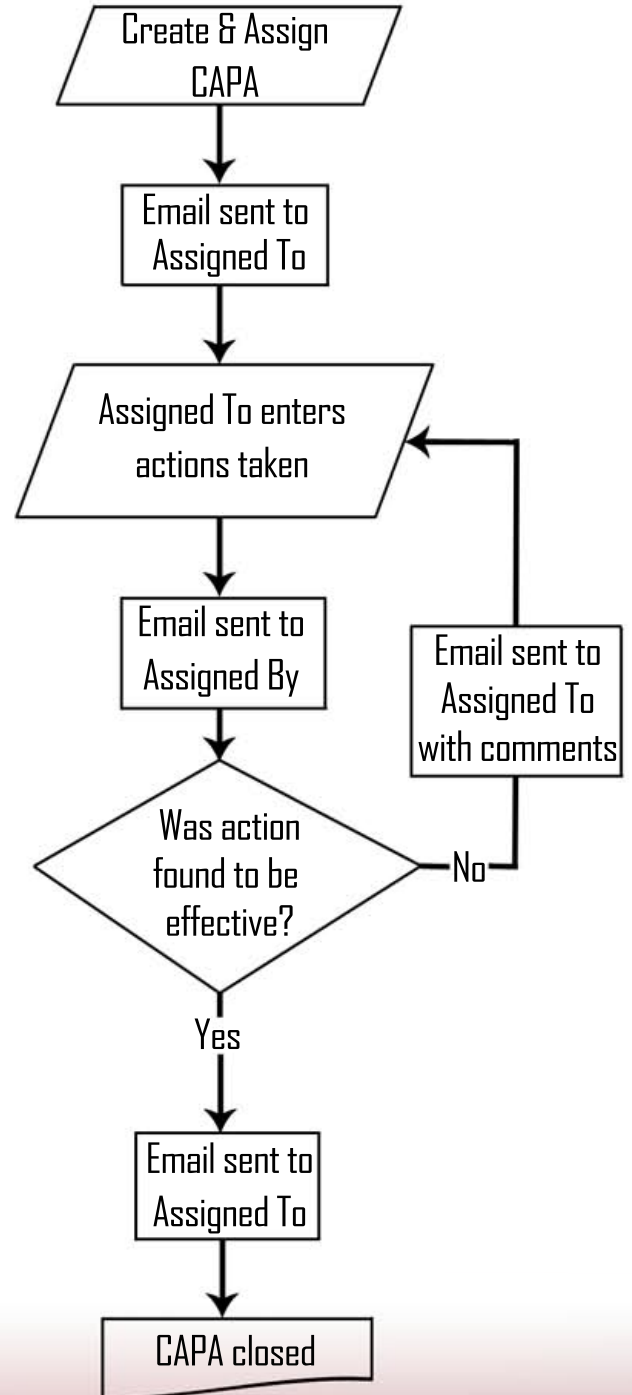 Create & Assign
CAPA
Email sent to
Assigned To
Assigned To enters
actions taken
Email sent to
Assigned By
Email sent to
Assigned To
with comments
Was action
found to be
effective?
No
Yes
Email sent to
Assigned To
CAPA closed